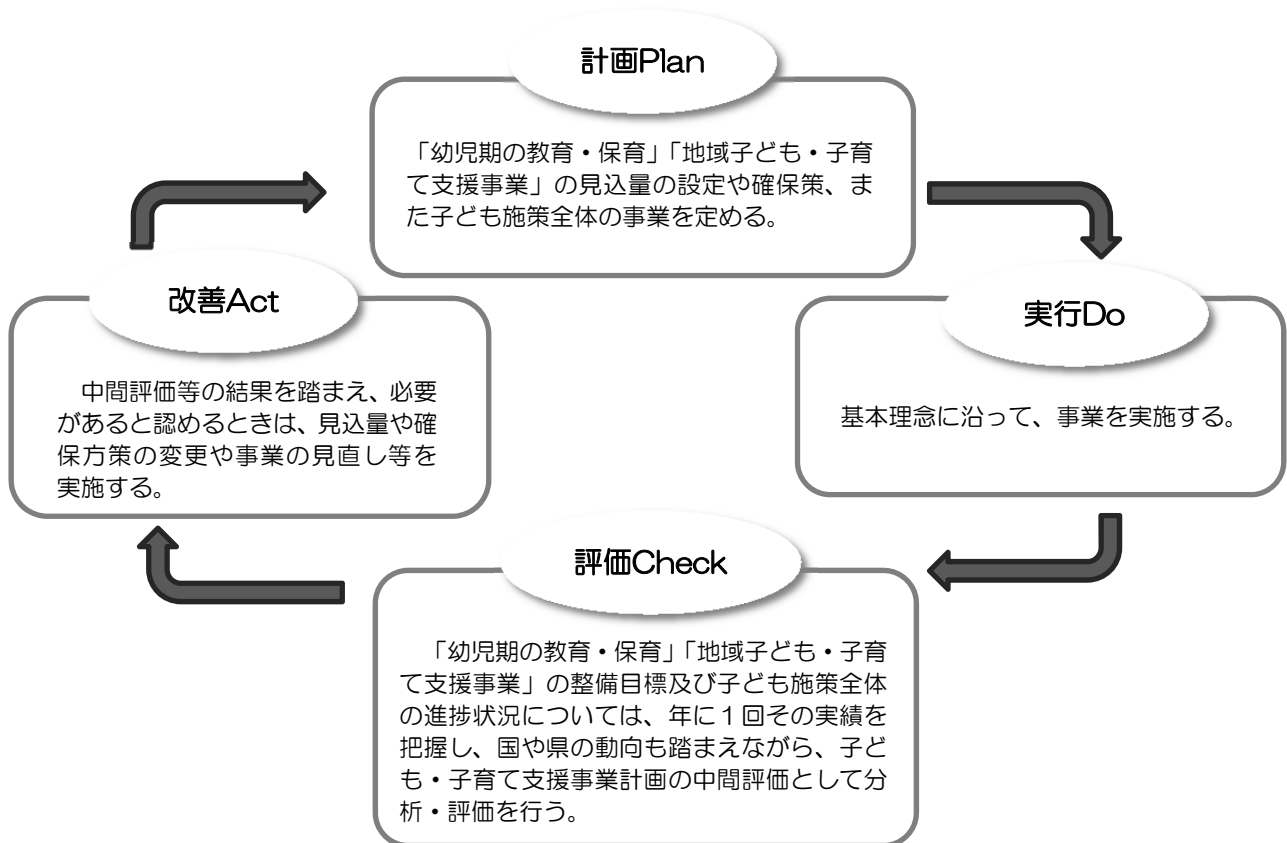 計画Plan
「幼児期の教育・保育」「地域子ども・子育
て支援事業」の見込量の設定や確保策、ま
た子ども施策全体の事業を定める。
改善Act
中間評価等の結果を踏まえ、必要
があると認めるときは、見込量や確
保方策の変更や事業の見直し等を
実施する。
実行Do
基本理念に沿って、事業を実施する。
評価Check
「幼児期の教育・保育」「地域子ども・子育
て支援事業」の整備目標及び子ども施策全体
の進捗状況については、年に１回その実績を
把握し、国や県の動向も踏まえながら、子ど
も・子育て支援事業計画の中間評価として分
析・評価を行う。